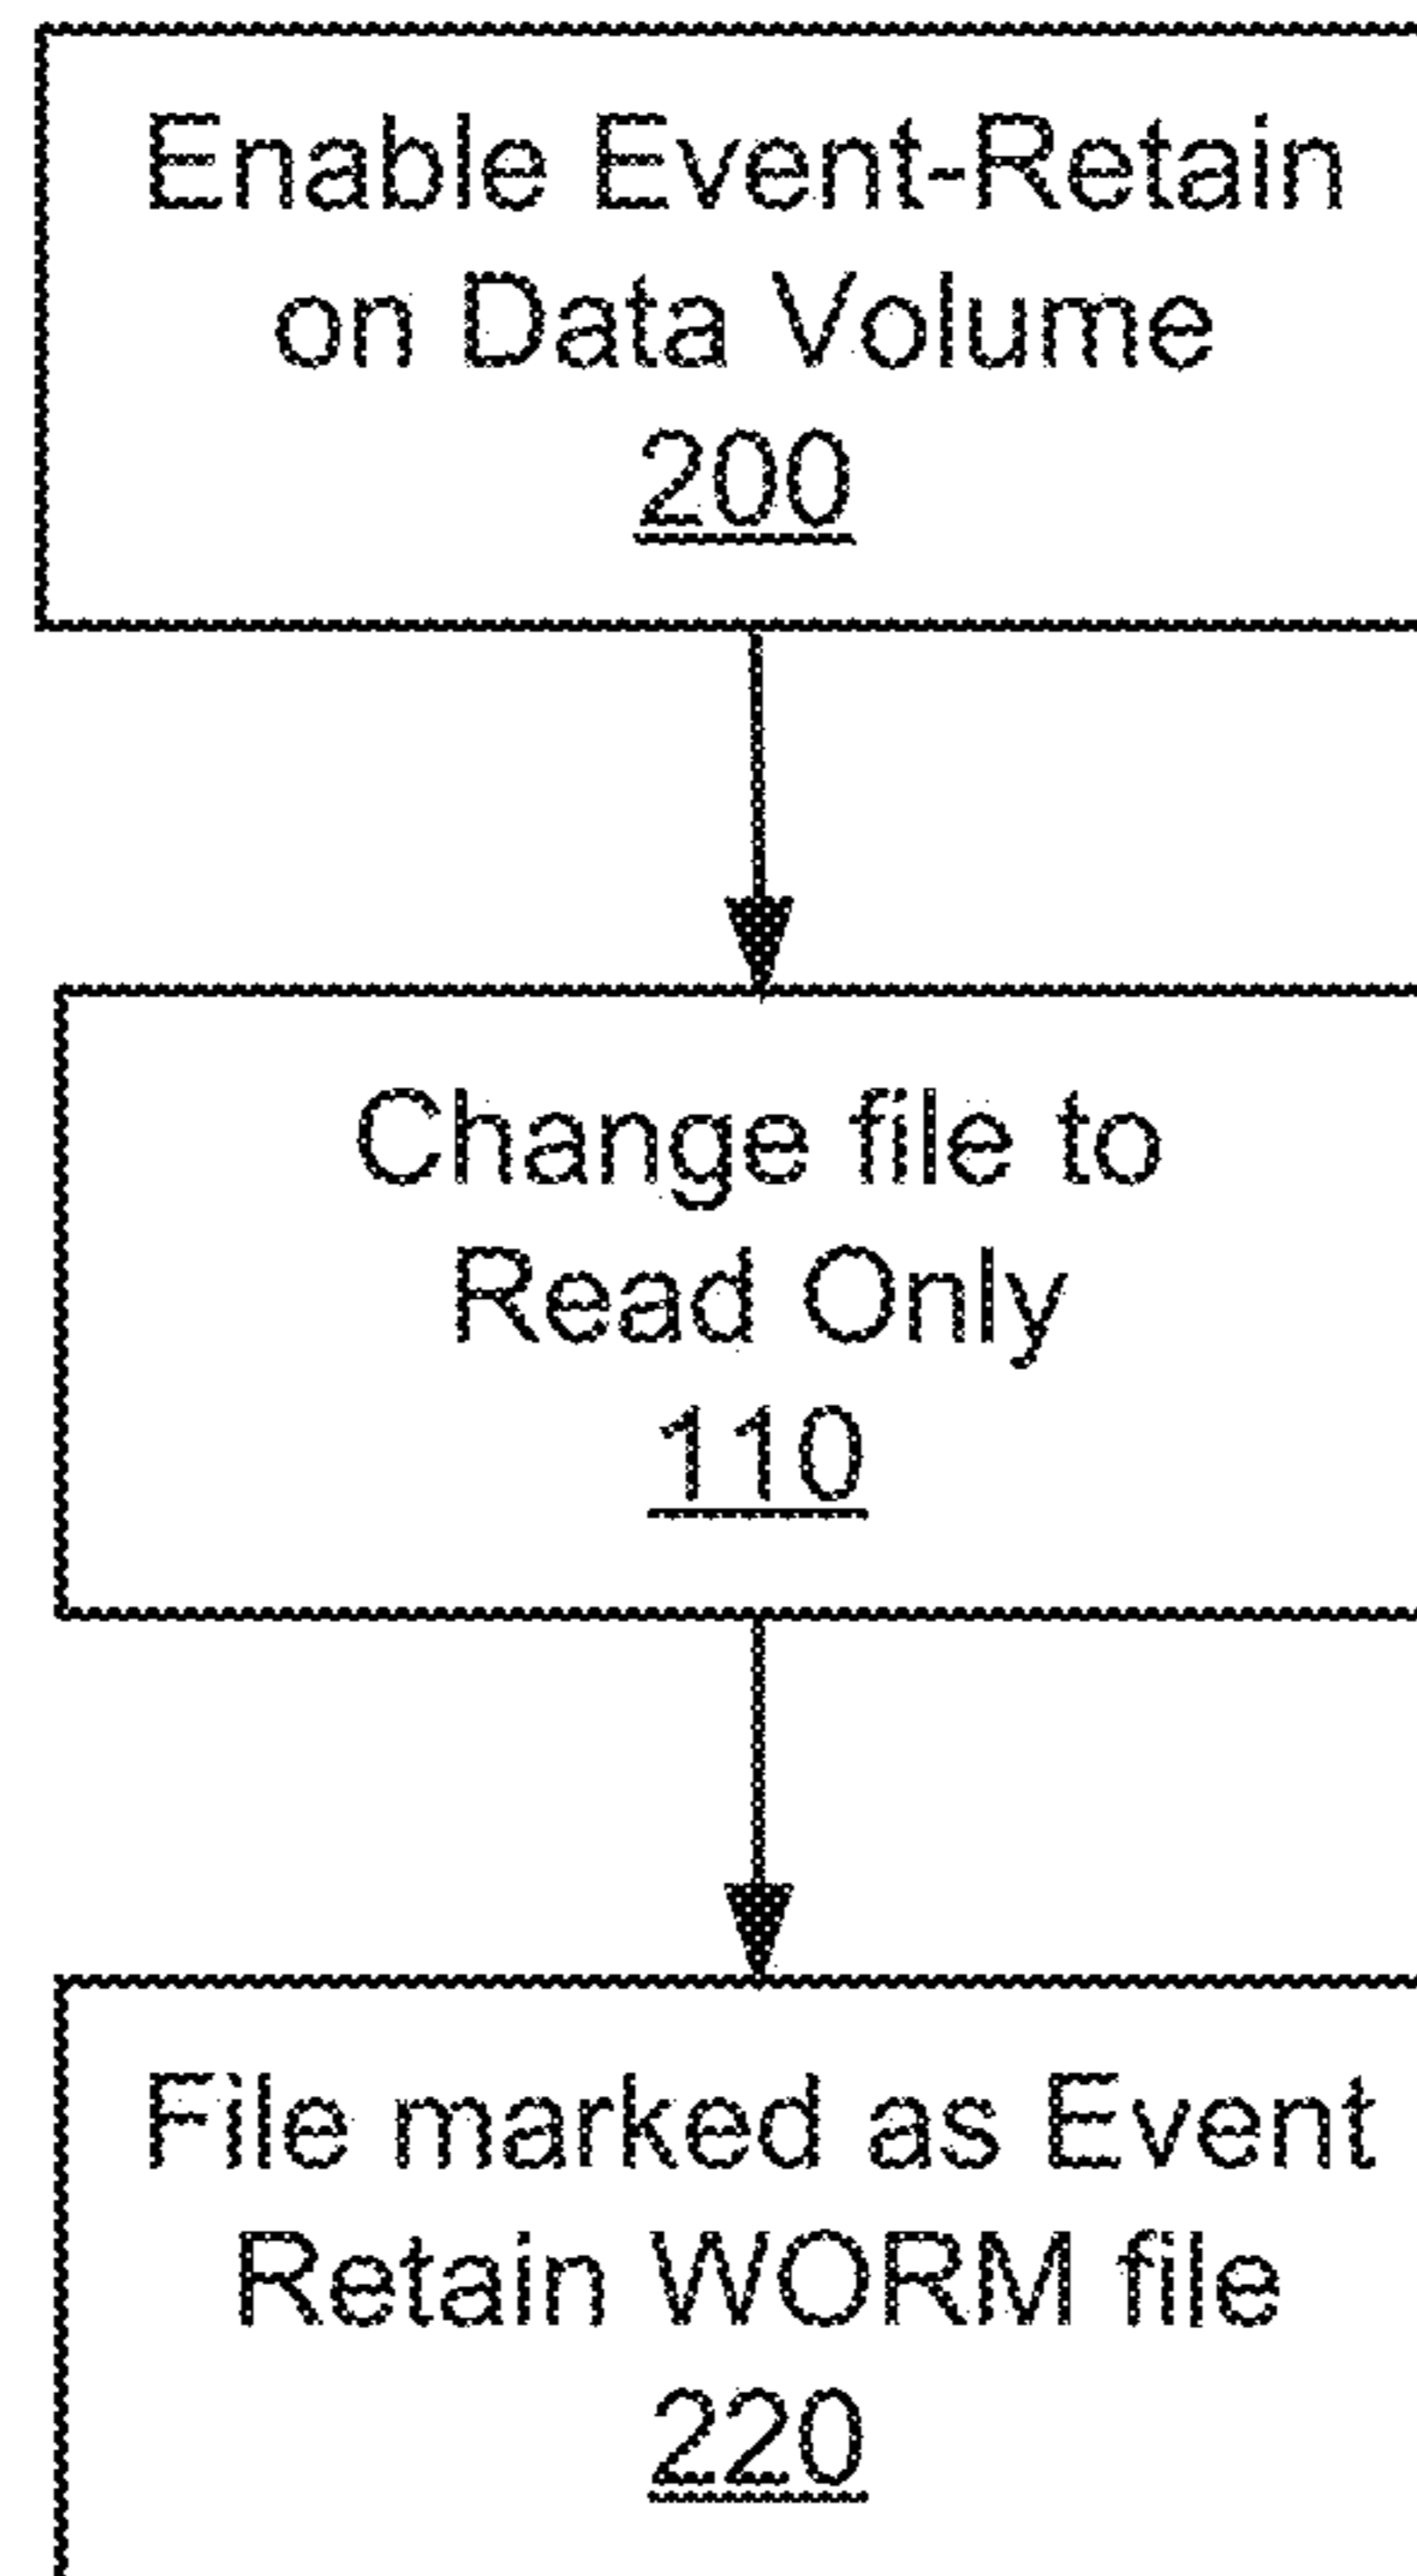 Enable Event-Retain
on Data Volume
200
Change file to
Read Only
110
File marked as Event
Retain WORM file
220